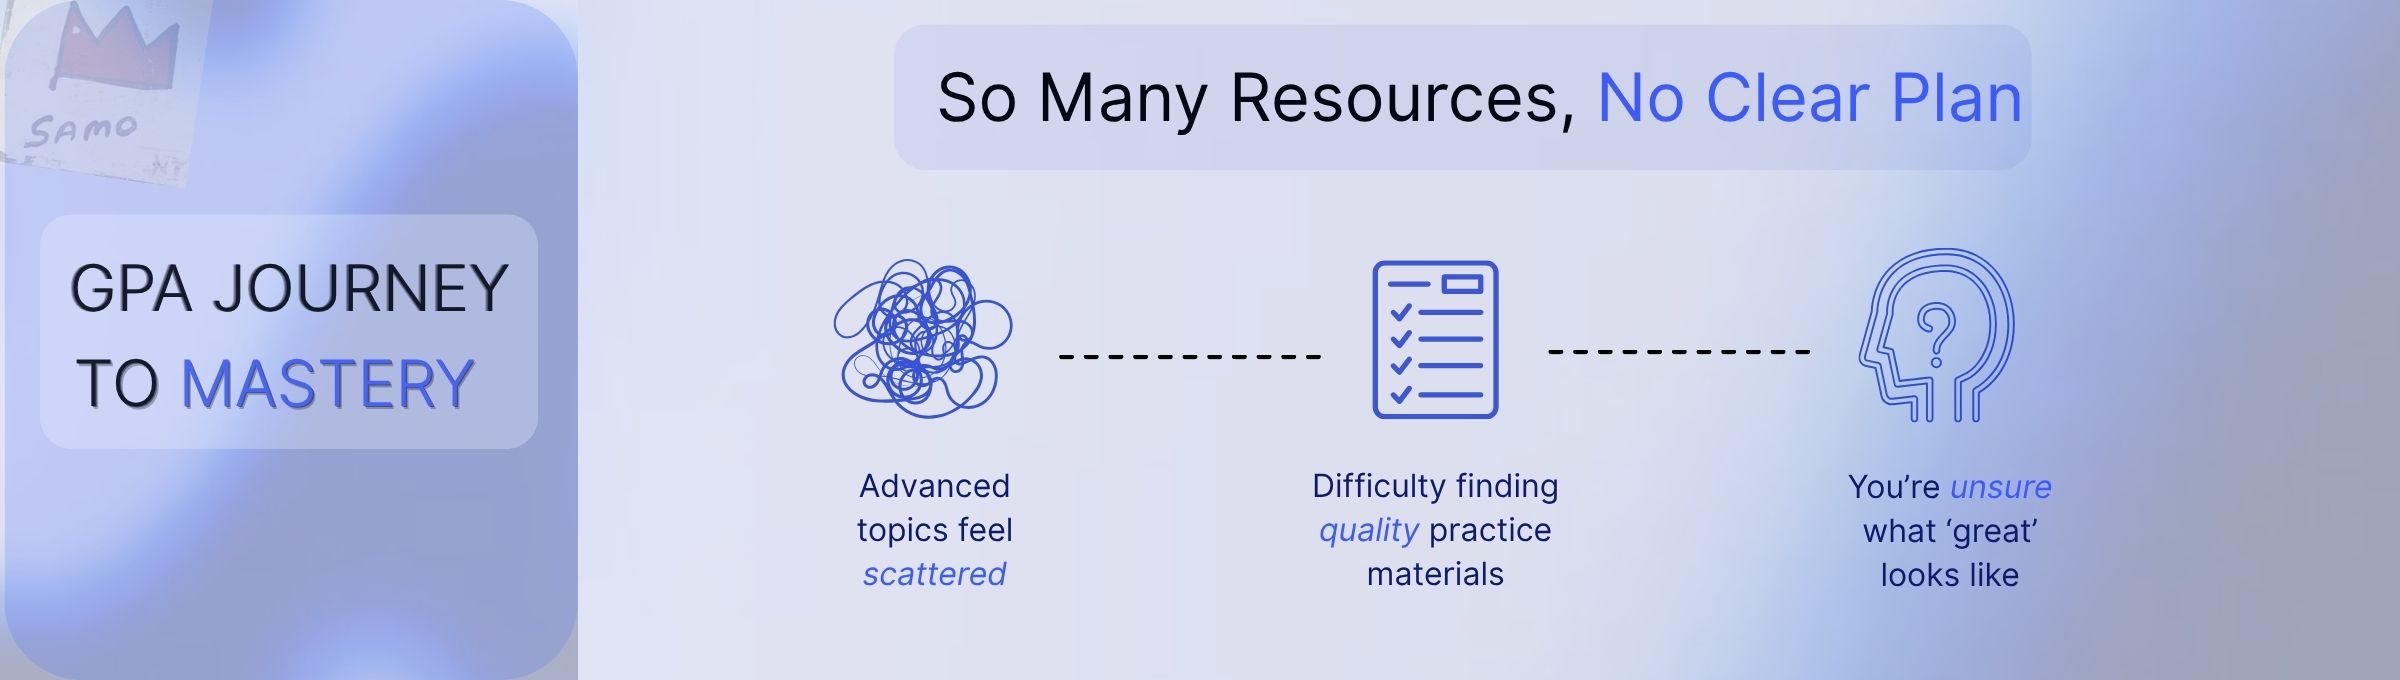 SAMO
GPA JOURNEY
TO MASTERY
So Many Resources, No Clear Plan
Advanced
topics feel
scattered
Difficulty finding
quality practice
materials
You’re unsure
what ‘great’
looks like